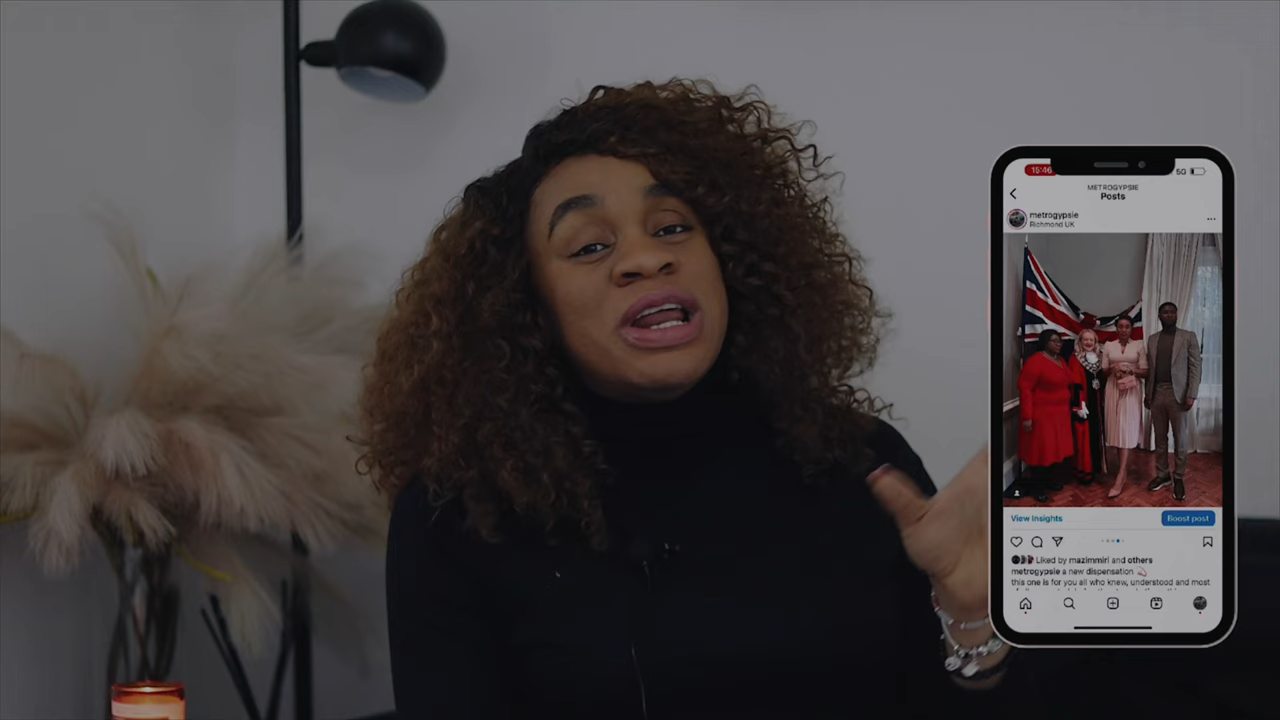 15:46
5G
METROGYPSIE
Posts
metrogypsie
Richmond UK
View Insights
Boost post
Liked by mazimmiri and others
metrogypsie a new dispensation
this one is for you all who knew, understood and most